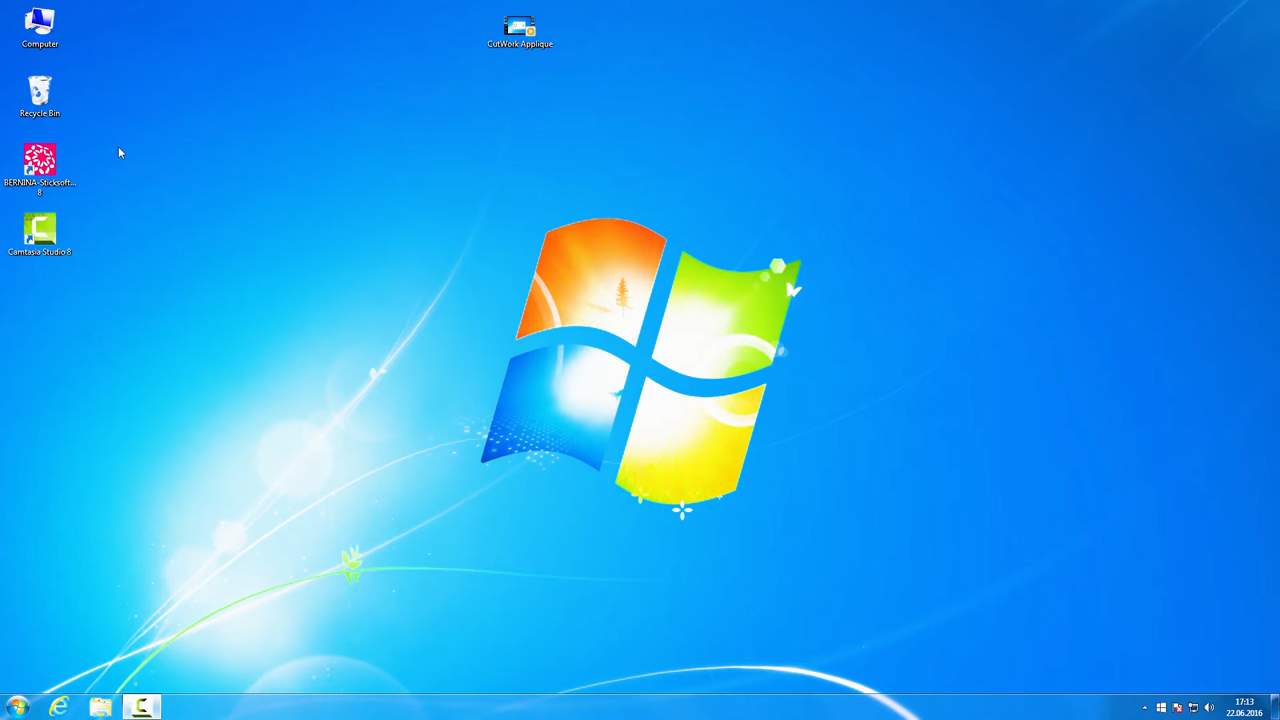 Computer
CutWork Applique
Recycle Bin
BERNINA-Sticksoft...
8
Camtasia Studio 8
17:13
22.06.2016